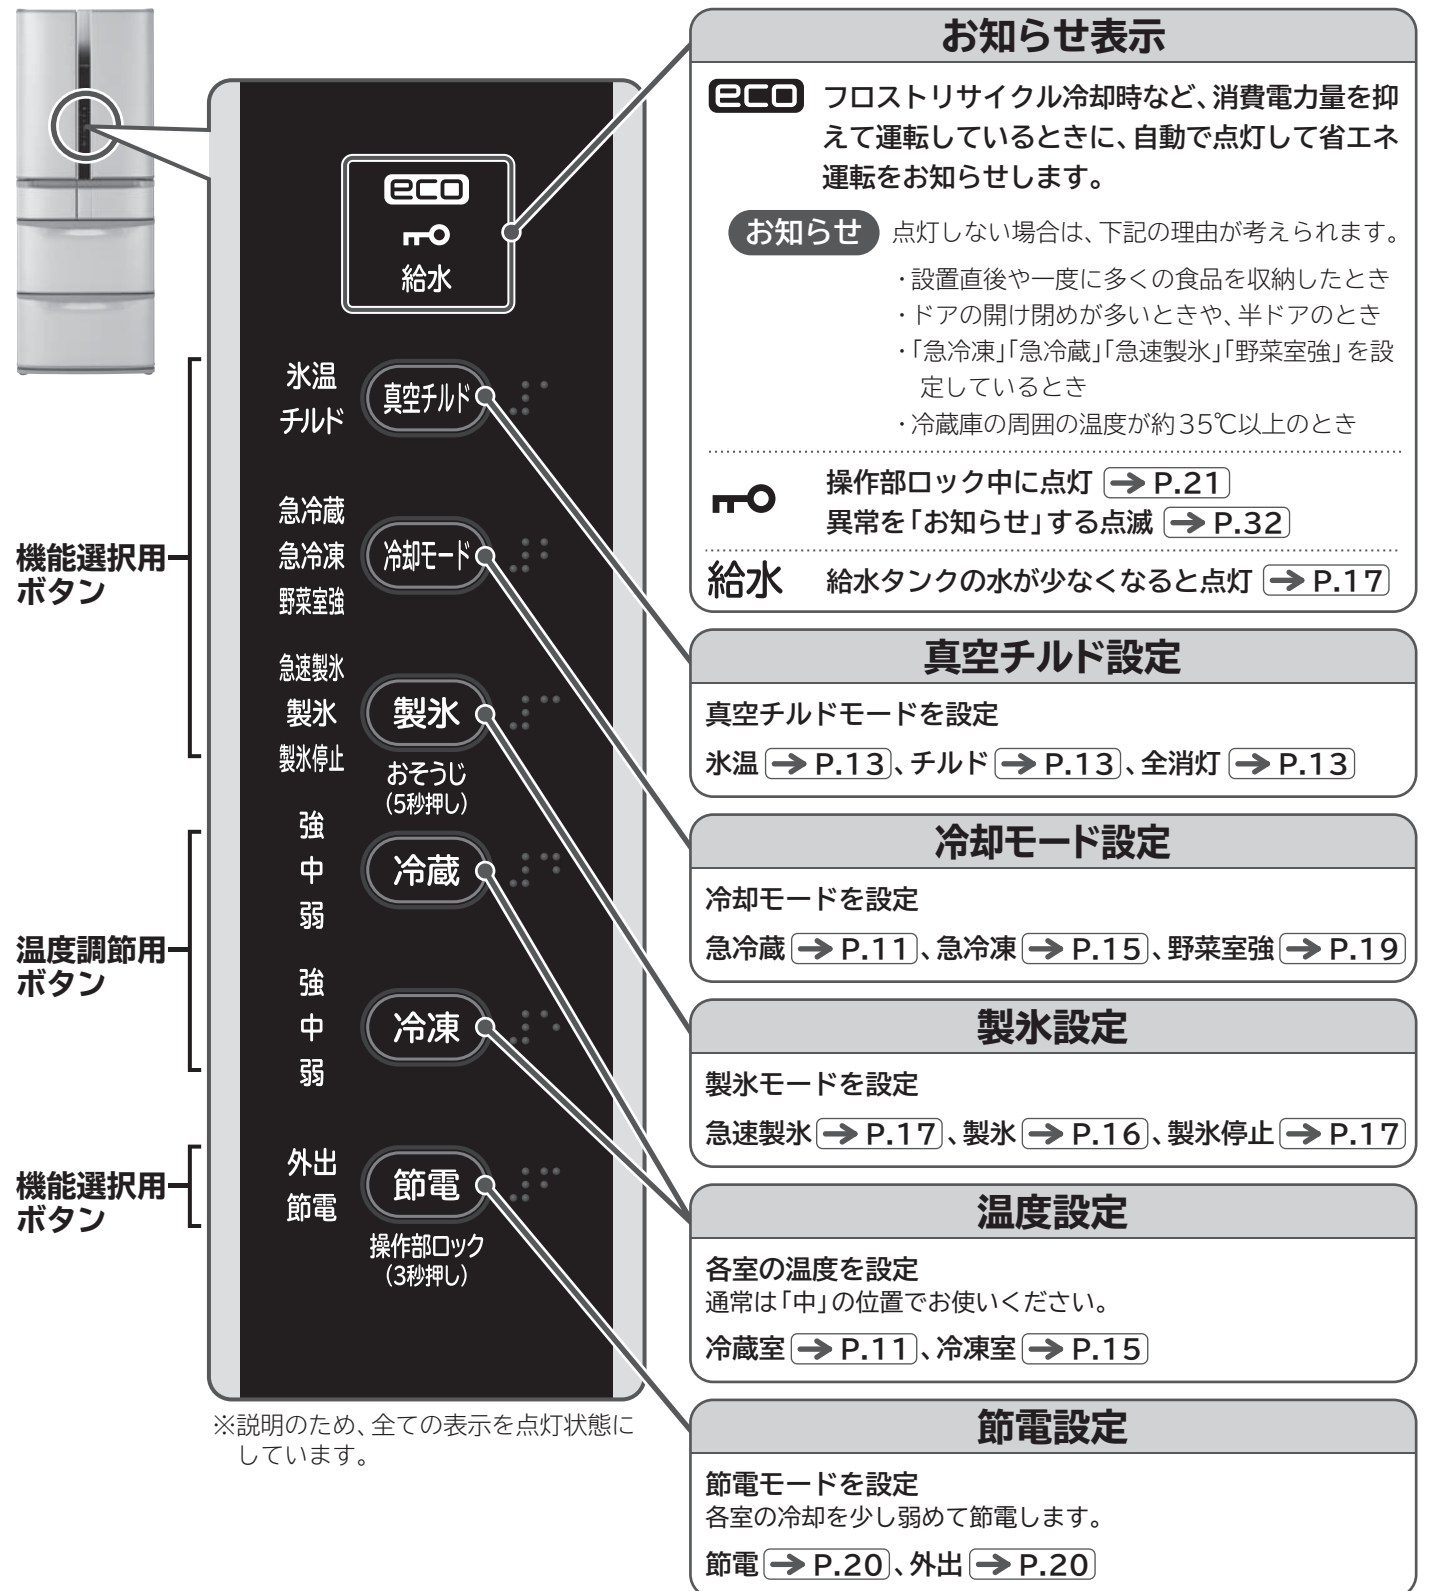 eco
給水
氷温
チルド
真空チルド
急冷蔵
急冷凍
野菜室強
冷却モード
急速製氷
製氷
製氷停止
製氷
おそうじ
(5秒押し)
強
中
弱
冷蔵
強
中
弱
冷凍
外出
節電
節電
操作部ロック
(3秒押し)
機能選択用
ボタン
温度調節用
ボタン
機能選択用
ボタン
※説明のため、全ての表示を点灯状態に
しています。
お知らせ表示
eco フロストリサイクル冷却時など、消費電力量を抑
えて運転しているときに、自動で点灯して省エネ
運転をお知らせします。
お知らせ 点灯しない場合は、下記の理由が考えられます。
・設置直後や一度に多くの食品を収納したとき
・ドアの開け閉めが多いときや、半ドアのとき
・「急冷凍」「急冷蔵」「急速製氷」「野菜室強」を設
定しているとき
・冷蔵庫の周囲の温度が約35℃以上のとき
操作部ロック中に点灯 → P.21
異常を「お知らせ」する点滅 → P.32
給水 給水タンクの水が少なくなると点灯 → P.17
真空チルド設定
真空チルドモードを設定
氷温 → P.13、チルド → P.13、全消灯 → P.13
冷却モード設定
冷却モードを設定
急冷蔵 → P.11、急冷凍 → P.15、野菜室強 → P.19
製氷設定
製氷モードを設定
急速製氷 → P.17、製氷 → P.16、製氷停止 → P.17
温度設定
各室の温度を設定
通常は「中」の位置でお使いください。
冷蔵室 → P.11、冷凍室 → P.15
節電設定
節電モードを設定
各室の冷却を少し弱めて節電します。
節電 → P.20、外出 → P.20